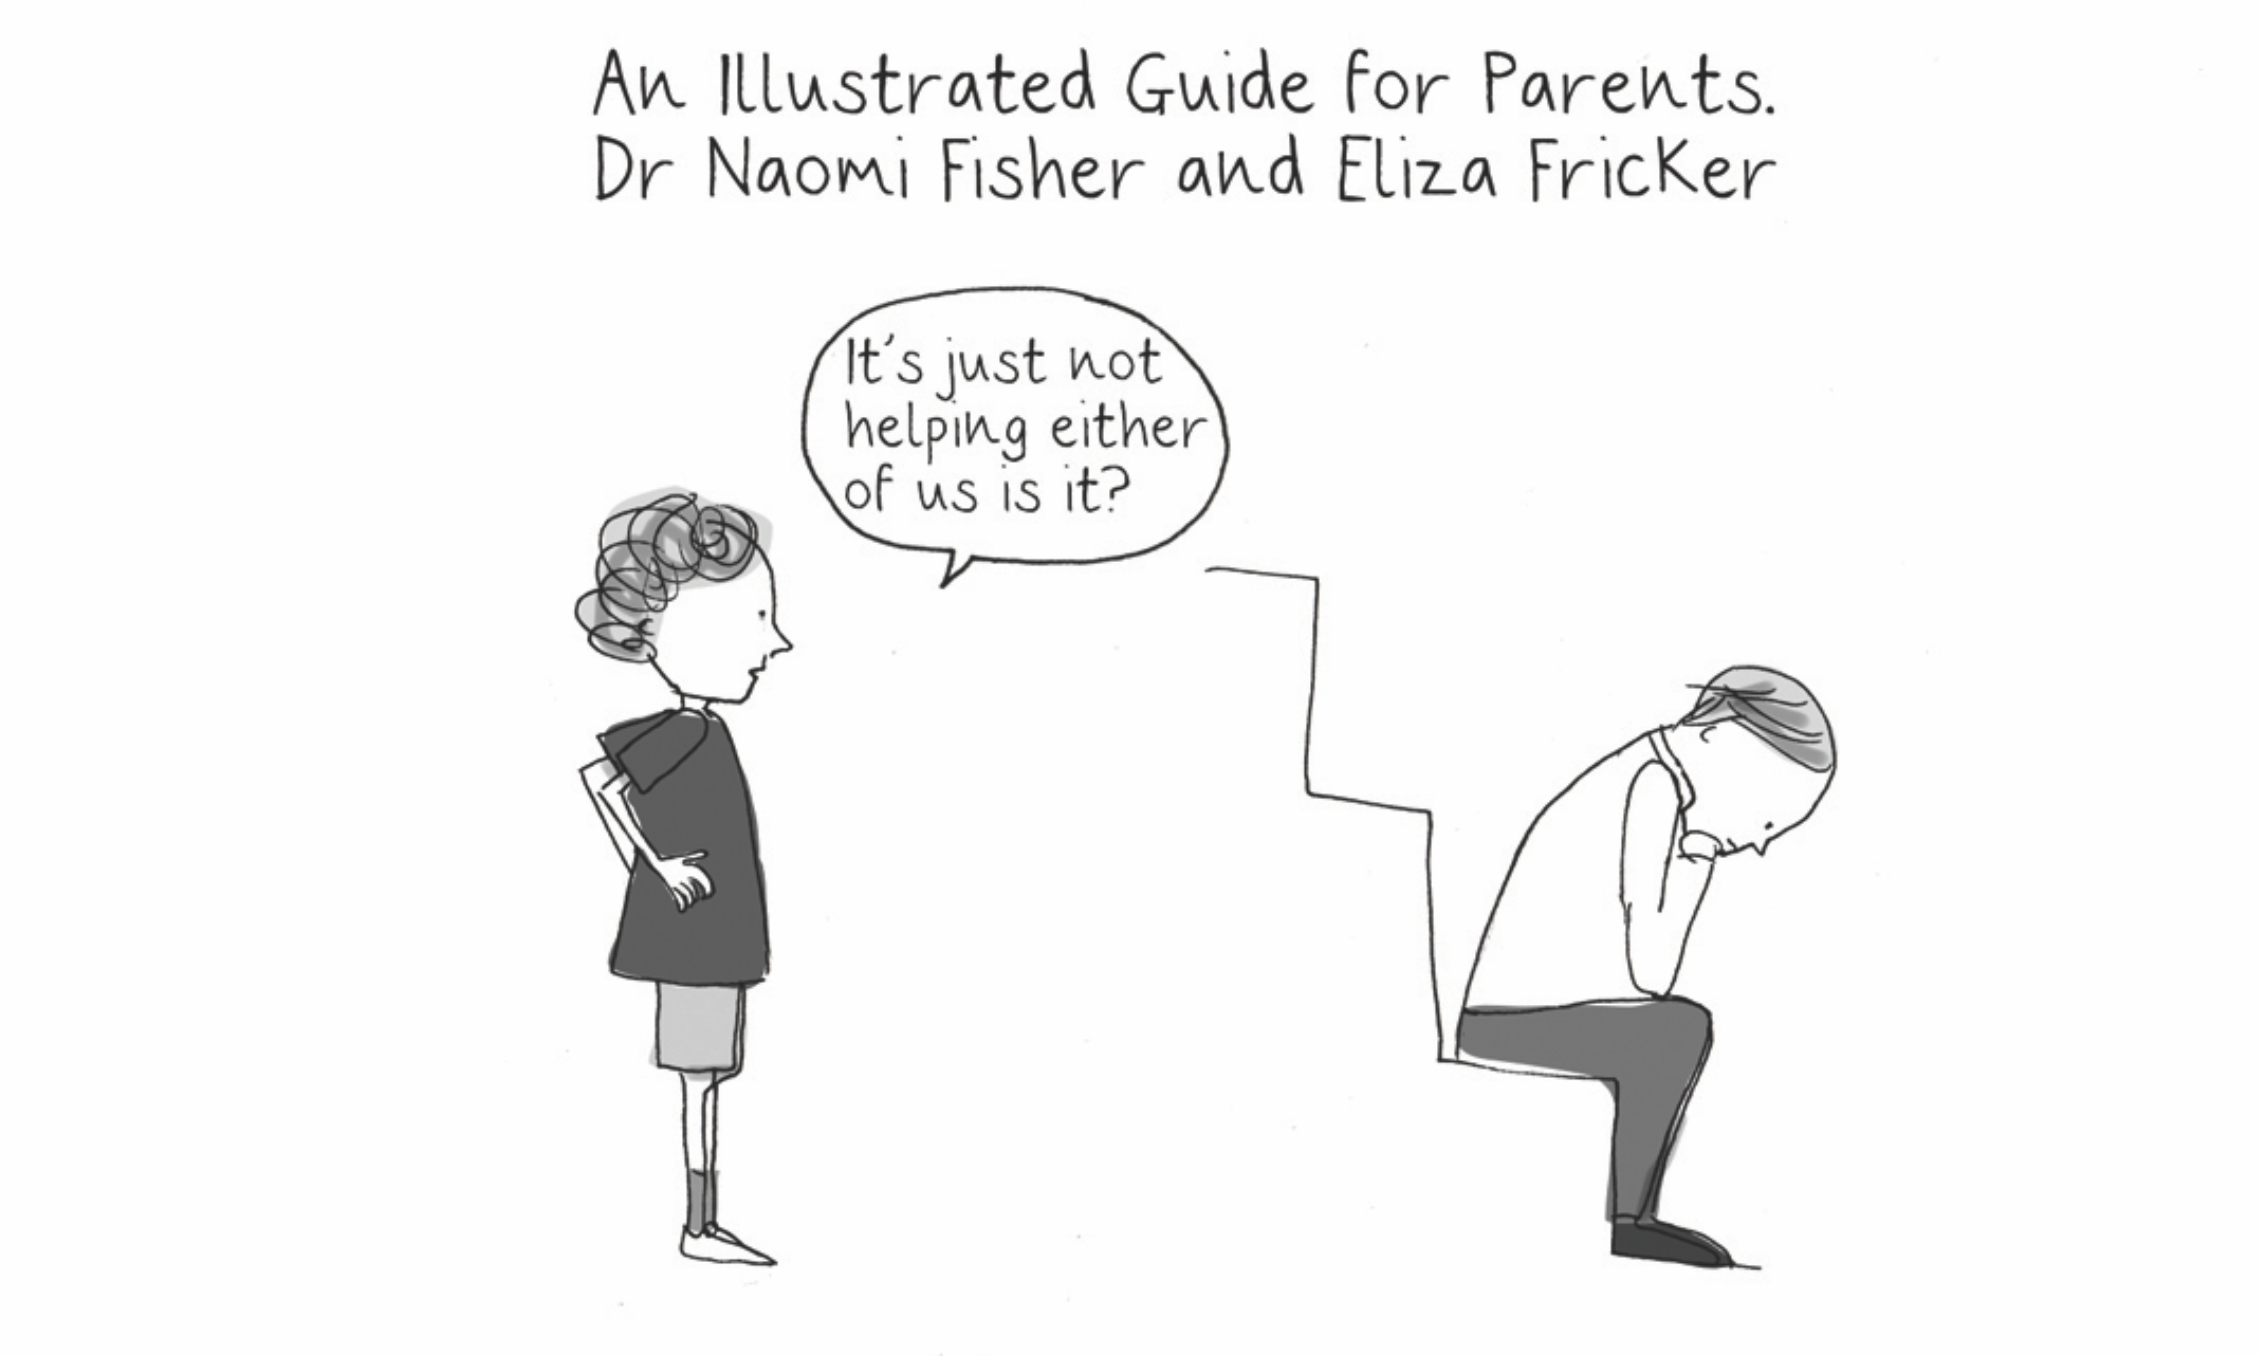 An Illustrated Guide for Parents.
Dr Naomi Fisher and Eliza Fricker
It's just not
helping either
of us is it?